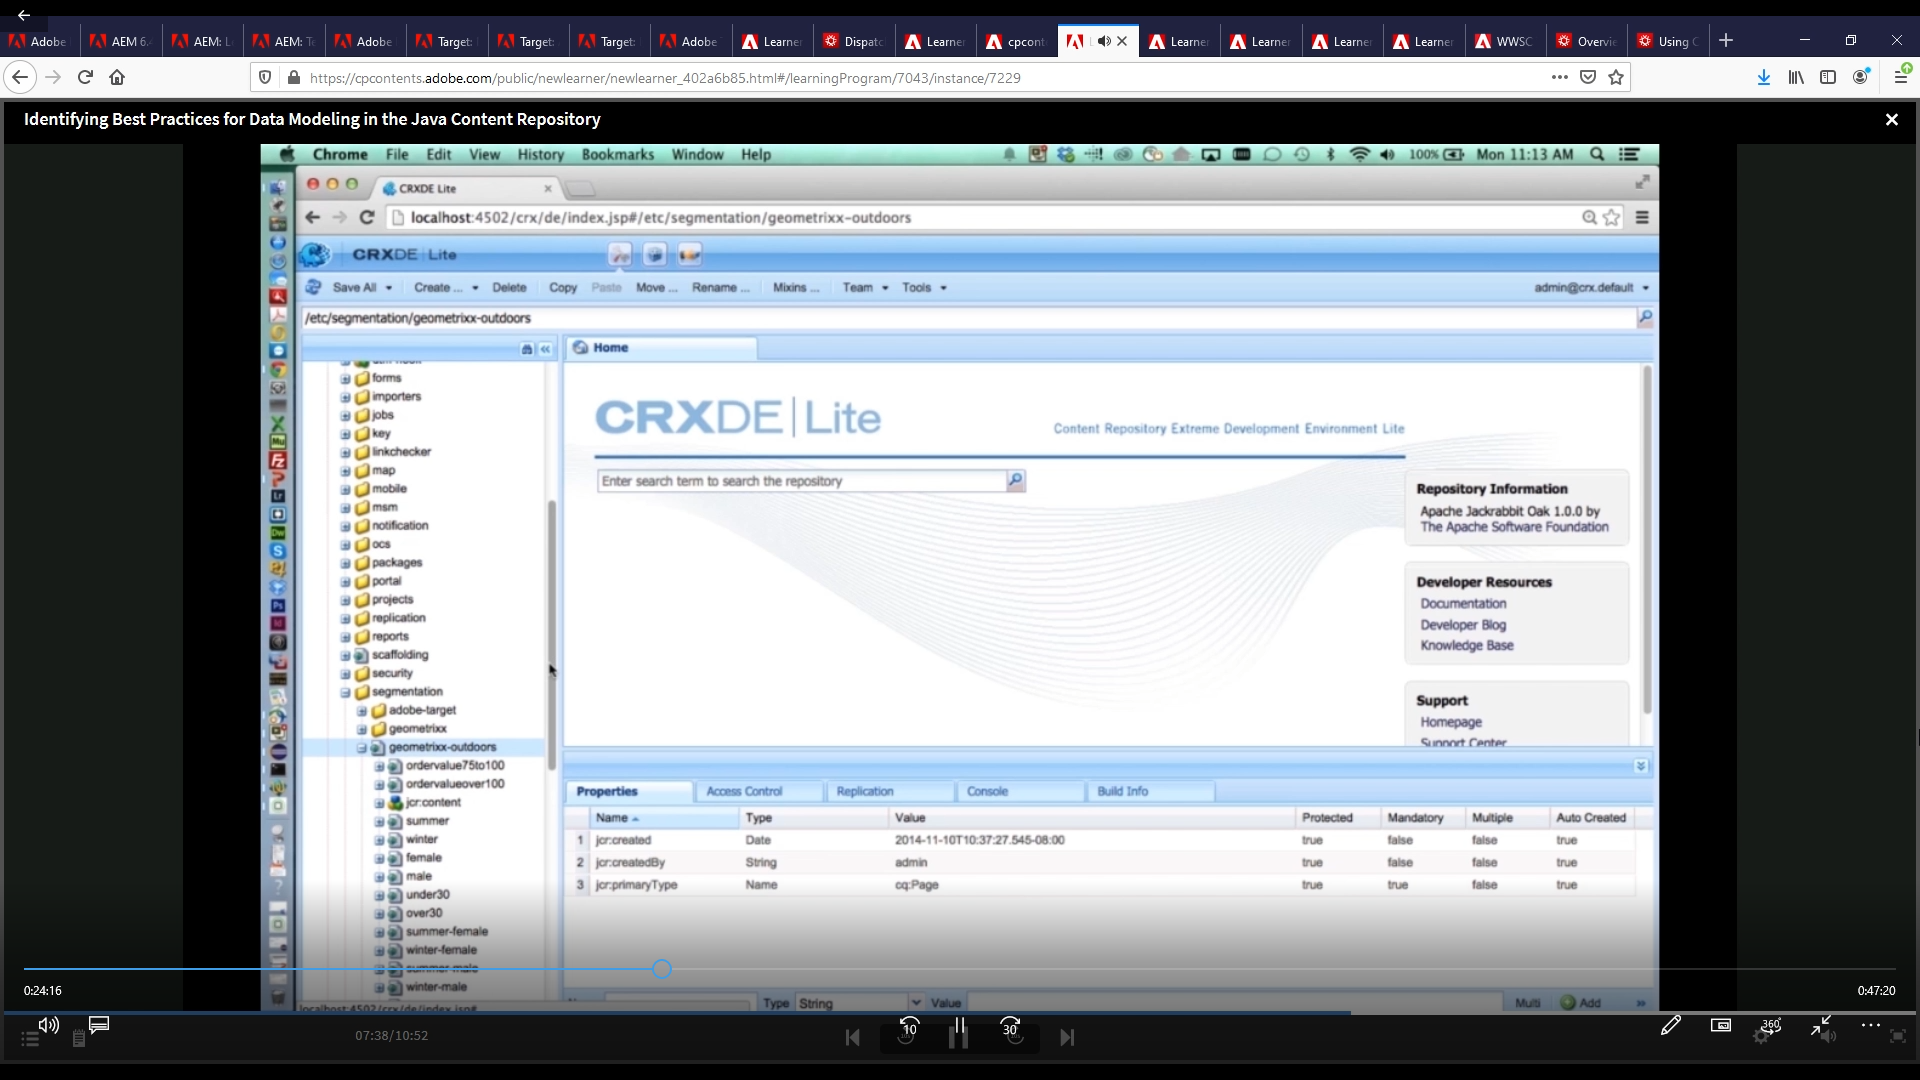 Adobe
AEM 6.
AEM: L
AEM: Te
Adobe
Target:
Target:
Target:
Adobe
Learner
Dispatc
Learner
cpcont
Learner
Learner
Learner
Learner
WWSC
Overvi
Using C
https://cpcontents.adobe.com/public/newlearner/newlearner_402a6b85.html#/learningProgram/7043/instance/7229
Identifying Best Practices for Data Modeling in the Java Content Repository
Chrome File Edit View History Bookmarks Window Help
100% Mon 11:13 AM
CRXDE Lite
localhost:4502/crx/de/index.jsp#/etc/segmentation/geometrixx-outdoors
CRXDE Lite
Save All Create ... Delete Copy Paste Move ... Rename ... Mixins ... Team Tools admin@crx.default
/etc/segmentation/geometrixx-outdoors
Home
forms
importers
jobs
key
linkchecker
map
mobile
msm
notification
ocs
packages
portal
projects
replication
reports
scaffolding
security
segmentation
adobe-target
geometrixx
geometrixx-outdoors
ordervalue75to100
ordervalueover100
jcr:content
summer
winter
female
male
under30
over30
summer-female
winter-female
summer-male
winter-male
localhost:4502/crx/de/index.jsp#
CRXDE Lite
Content Repository Extreme Development Environment Lite
Enter search term to search the repository
Repository Information
Apache Jackrabbit Oak 1.0.0 by
The Apache Software Foundation
Developer Resources
Documentation
Developer Blog
Knowledge Base
Support
Homepage
Support Center
Properties Access Control Replication Console Build Info
Name Type Value Protected Mandatory Multiple Auto Created
1 jcr:created Date 2014-11-10T10:37:27.545-08:00 true false false true
2 jcr:createdBy String admin true false false true
3 jcr:primaryType Name cq:Page true true false true
Type String Value Multi Add
0:24:16
0:47:20
07:38/10:52
10
30
360